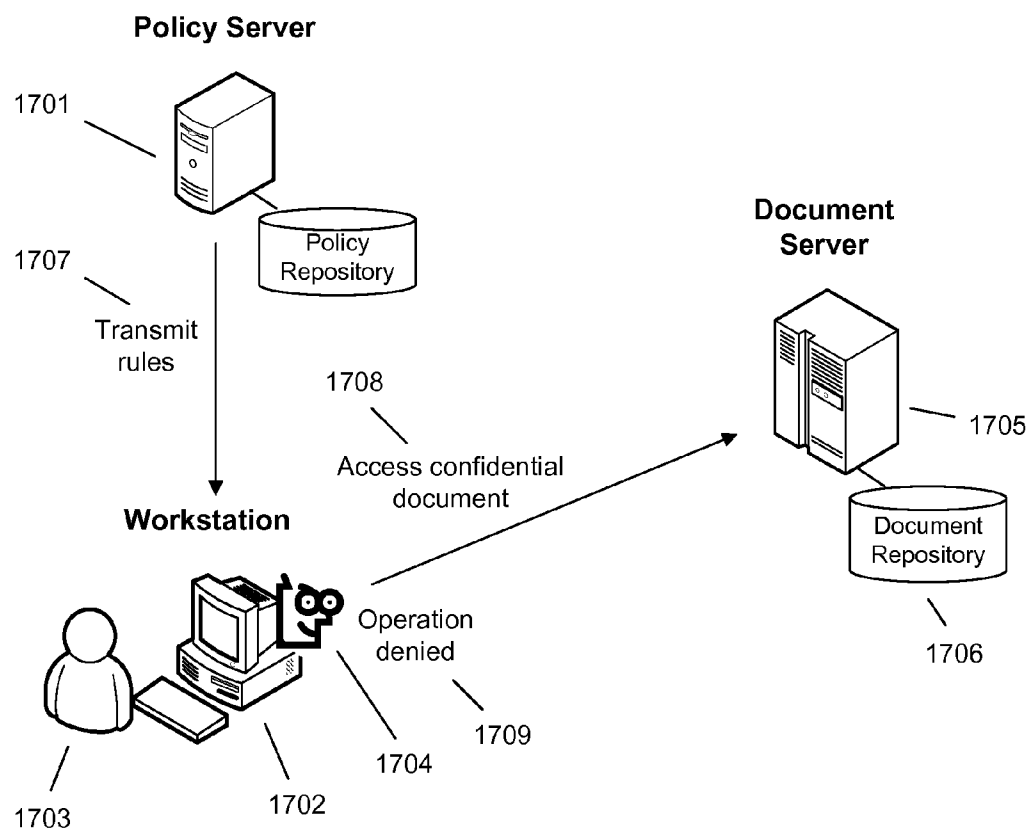 Policy Server
1701
Policy
Repository
Document
Server
1707
Transmit
rules
1708
1705
Access confidential
document
Workstation
Document
Repository
Operation
denied
1706
1709
1704
1702
1703